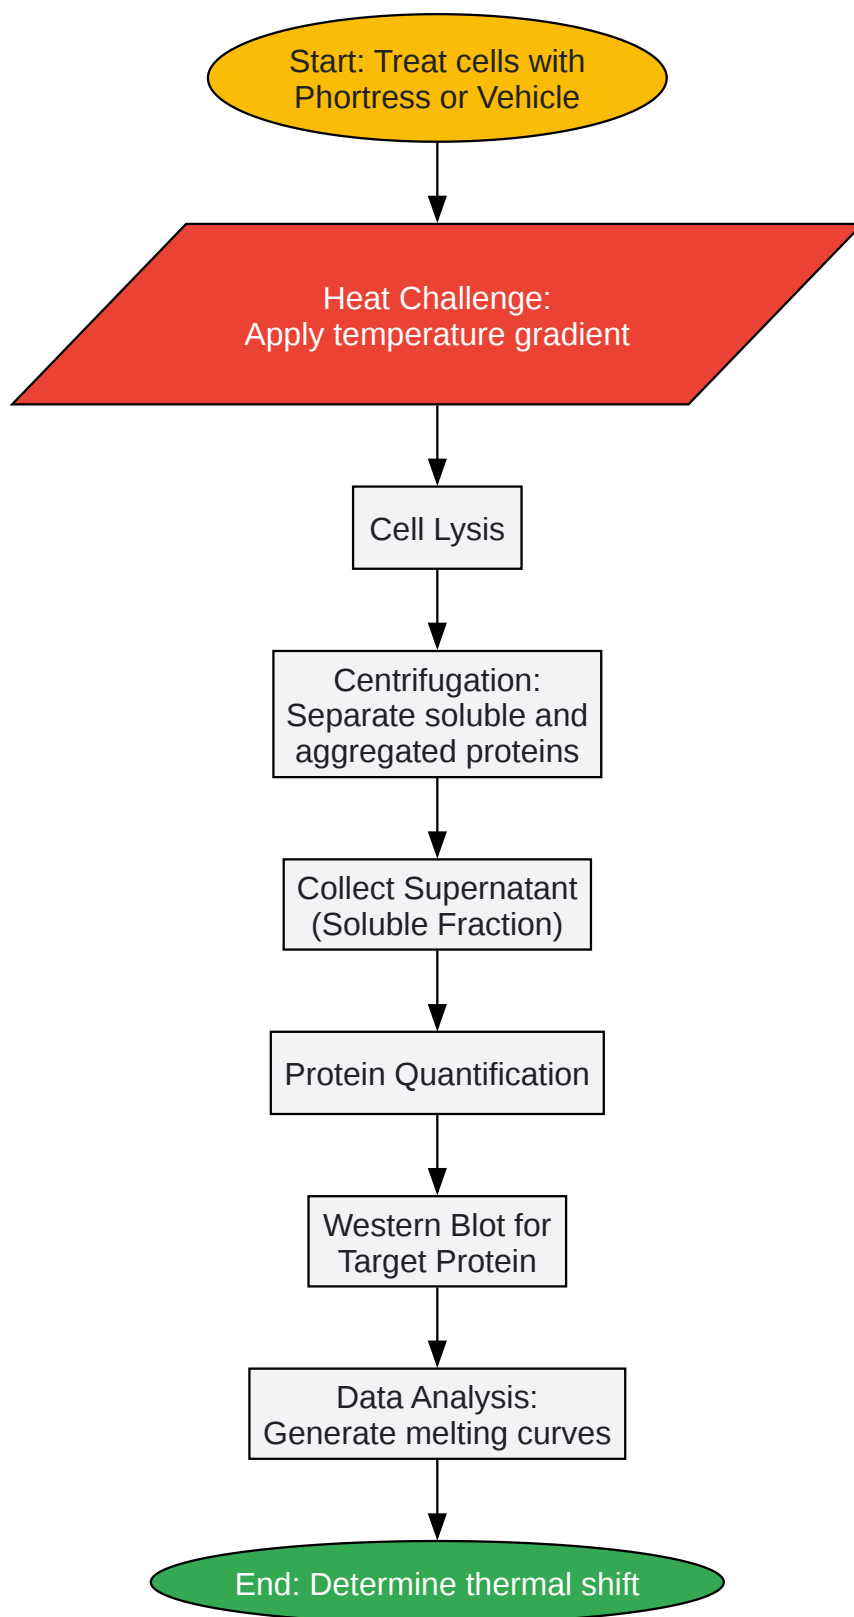 Start: Treat cells with
Phortress or Vehicle
Heat Challenge:
Apply temperature gradient
Cell Lysis
Centrifugation:
Separate soluble and
aggregated proteins
Collect Supernatant
(Soluble Fraction)
Protein Quantification
Western Blot for
Target Protein
Data Analysis:
Generate melting curves
End: Determine thermal shift